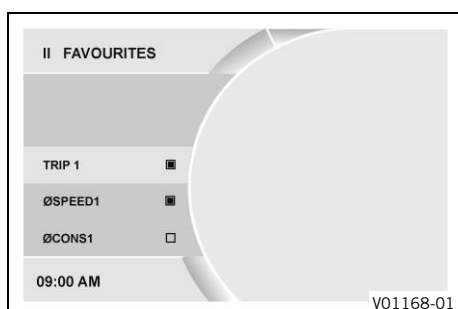 II FAVOURITES
TRIP 1
ØSPEED1
ØCONS1
09:00 AM
V01168-01